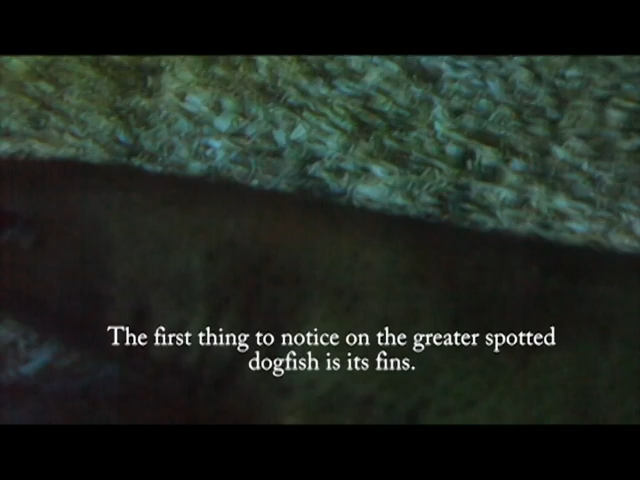 The first thing to notice on the greater spotted
dogfish is its fins.